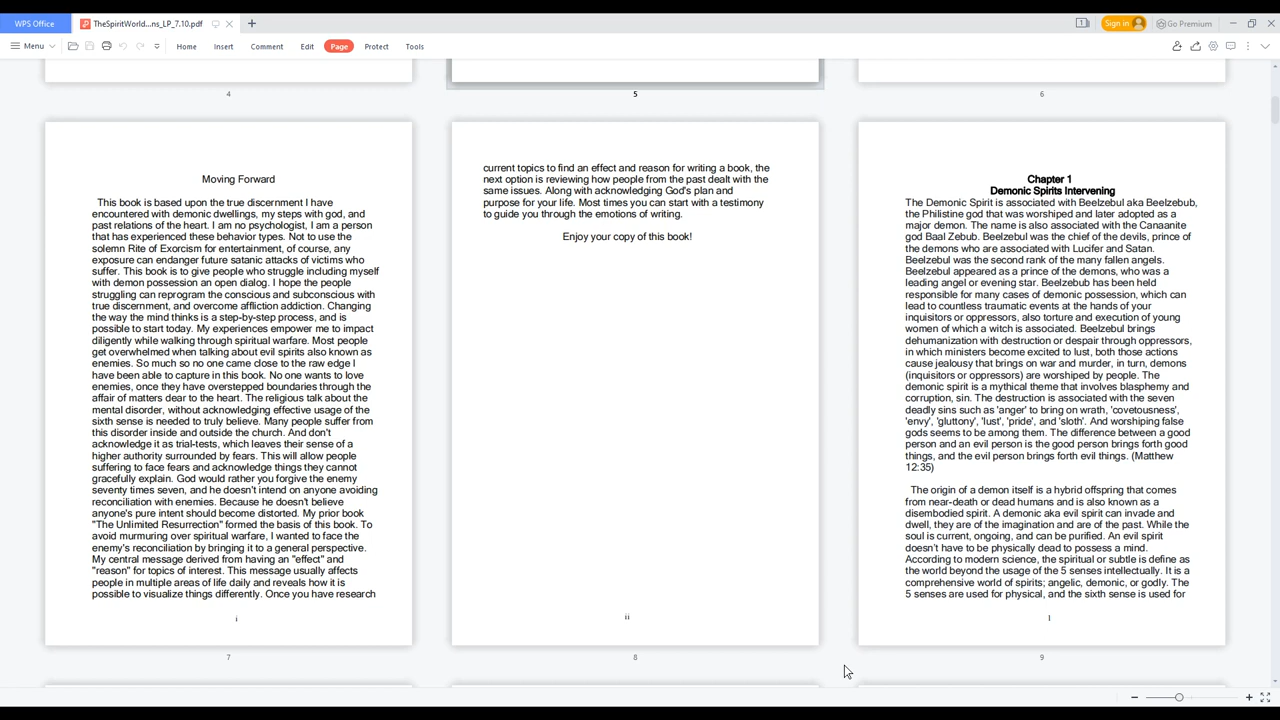 WPS Office
TheSpiritWorld...ns_LP_7.10.pdf
1
Sign in
Go Premium
Menu
Home
Insert
Comment
Edit
Page
Protect
Tools
4
5
6
Moving Forward
This book is based upon the true discernment I have
encountered with demonic dwellings, my steps with god, and
past relations of the heart. I am no psychologist, I am a person
that has experienced these behavior types. Not to use the
solemn Rite of Exorcism for entertainment, of course, any
exposure can endanger future satanic attacks of victims who
suffer. This book is to give people who struggle including myself
with demon possession an open dialog. I hope the people
struggling can reprogram the conscious and subconscious with
true discernment, and overcome affliction addiction. Changing
the way the mind thinks is a step-by-step process, and is
possible to start today. My experiences empower me to impact
diligently while walking through spiritual warfare. Most people
get overwhelmed when talking about evil spirits also known as
enemies. So much so no one came close to the raw edge I
have been able to capture in this book. No one wants to love
enemies, once they have overstepped boundaries through the
affair of matters dear to the heart. The religious talk about the
mental disorder, without acknowledging effective usage of the
sixth sense is needed to truly believe. Many people suffer from
this disorder inside and outside the church. And don't
acknowledge it as trial-tests, which leaves their sense of a
higher authority surrounded by fears. This will allow people
suffering to face fears and acknowledge things they cannot
gracefully explain. God would rather you forgive the enemy
seventy times seven, and he doesn't intend on anyone avoiding
reconciliation with enemies. Because he doesn't believe
anyone's pure intent should become distorted. My prior book
"The Unlimited Resurrection" formed the basis of this book. To
avoid murmuring over spiritual warfare, I wanted to face the
enemy's reconciliation by bringing it to a general perspective.
My central message derived from having an "effect" and
"reason" for topics of interest. This message usually affects
people in multiple areas of life daily and reveals how it is
possible to visualize things differently. Once you have research
i
7
current topics to find an effect and reason for writing a book, the
next option is reviewing how people from the past dealt with the
same issues. Along with acknowledging God's plan and
purpose for your life. Most times you can start with a testimony
to guide you through the emotions of writing.
Enjoy your copy of this book!
ii
8
Chapter 1
Demonic Spirits Intervening
The Demonic Spirit is associated with Beelzebul aka Beelzebub,
the Philistine god that was worshiped and later adopted as a
major demon. The name is also associated with the Canaanite
god Baal Zebub. Beelzebul was the chief of the devils, prince of
the demons who are associated with Lucifer and Satan.
Beelzebul was the second rank of the many fallen angels.
Beelzebul appeared as a prince of the demons, who was a
leading angel or evening star. Beelzebub has been held
responsible for many cases of demonic possession, which can
lead to countless traumatic events at the hands of your
inquisitors or oppressors, also torture and execution of young
women of which a witch is associated. Beelzebul brings
dehumanization with destruction or despair through oppressors,
in which ministers become excited to lust, both those actions
cause jealousy that brings on war and murder, in turn, demons
(inquisitors or oppressors) are worshiped by people. The
demonic spirit is a mythical theme that involves blasphemy and
corruption, sin. The destruction is associated with the seven
deadly sins such as 'anger' to bring on wrath, 'covetousness',
'envy', 'gluttony', 'lust', 'pride', and 'sloth'. And worshiping false
gods seems to be among them. The difference between a good
person and an evil person is the good person brings forth good
things, and the evil person brings forth evil things. (Matthew
12:35)
The origin of a demon itself is a hybrid offspring that comes
from near-death or dead humans and is also known as a
disembodied spirit. A demon aka evil spirit can invade and
dwell, they are of the imagination and are of the past. While the
soul is current, ongoing, and can be purified. An evil spirit
doesn't have to be physically dead to possess a mind.
According to modern science, the spiritual or subtle is define as
the world beyond the usage of the 5 senses intellectually. It is a
comprehensive world of spirits; angelic, demonic, or godly. The
5 senses are used for physical, and the sixth sense is used for
I
9